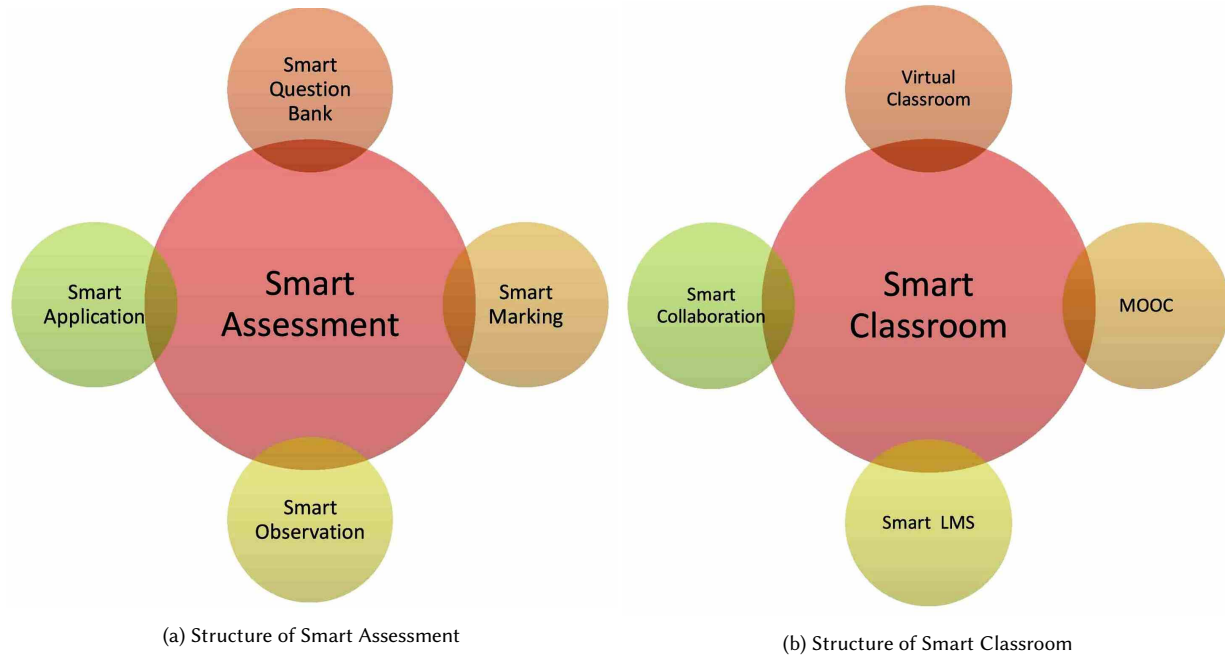 Smart
Question
Bank
Smart
Application
Smart
Assessment
Smart
Marking
Smart
Observation
(a) Structure of Smart Assessment
Virtual
Classroom
Smart
Collaboration
Smart
Classroom
MOOC
Smart LMS
(b) Structure of Smart Classroom